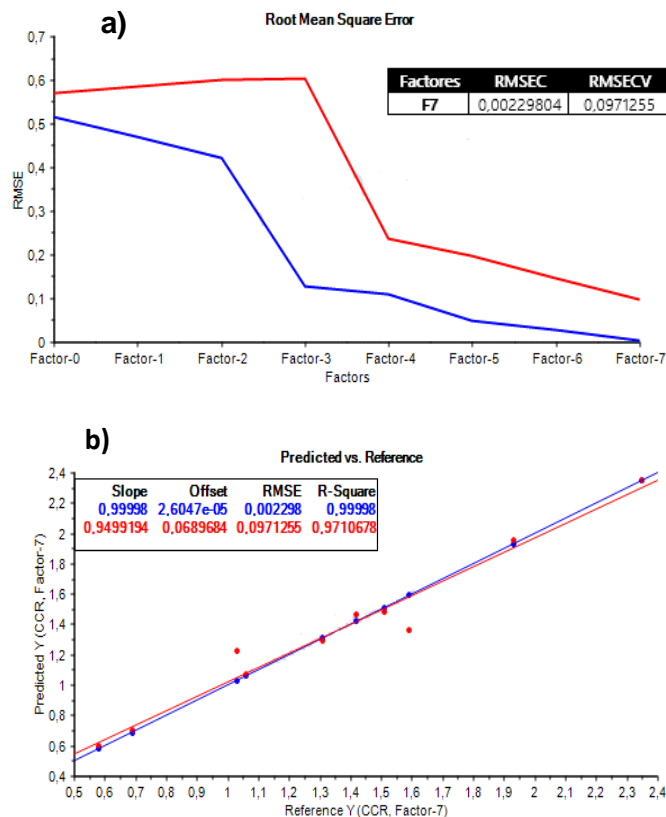 a)
Root Mean Square Error
Factores RMSEC RMSECV
F7 0,00229804 0,0971255
0,7
0,6
0,5
0,4
0,3
0,2
0,1
0
RMSE
Factor-0 Factor-1 Factor-2 Factor-3 Factor-4 Factor-5 Factor-6 Factor-7
Factors
b)
Predicted vs. Reference
Slope Offset RMSE R-Square
0,99998 2,6047e-05 0,002298 0,99998
0,9499194 0,0689684 0,0971255 0,9710678
2,4
2,2
2
1,8
1,6
1,4
1,2
1
0,8
0,6
0,4
Predicted Y (CCR, Factor-7)
0,5 0,6 0,7 0,8 0,9 1 1,1 1,2 1,3 1,4 1,5 1,6 1,7 1,8 1,9 2 2,1 2,2 2,3 2,4
Reference Y (CCR, Factor-7)